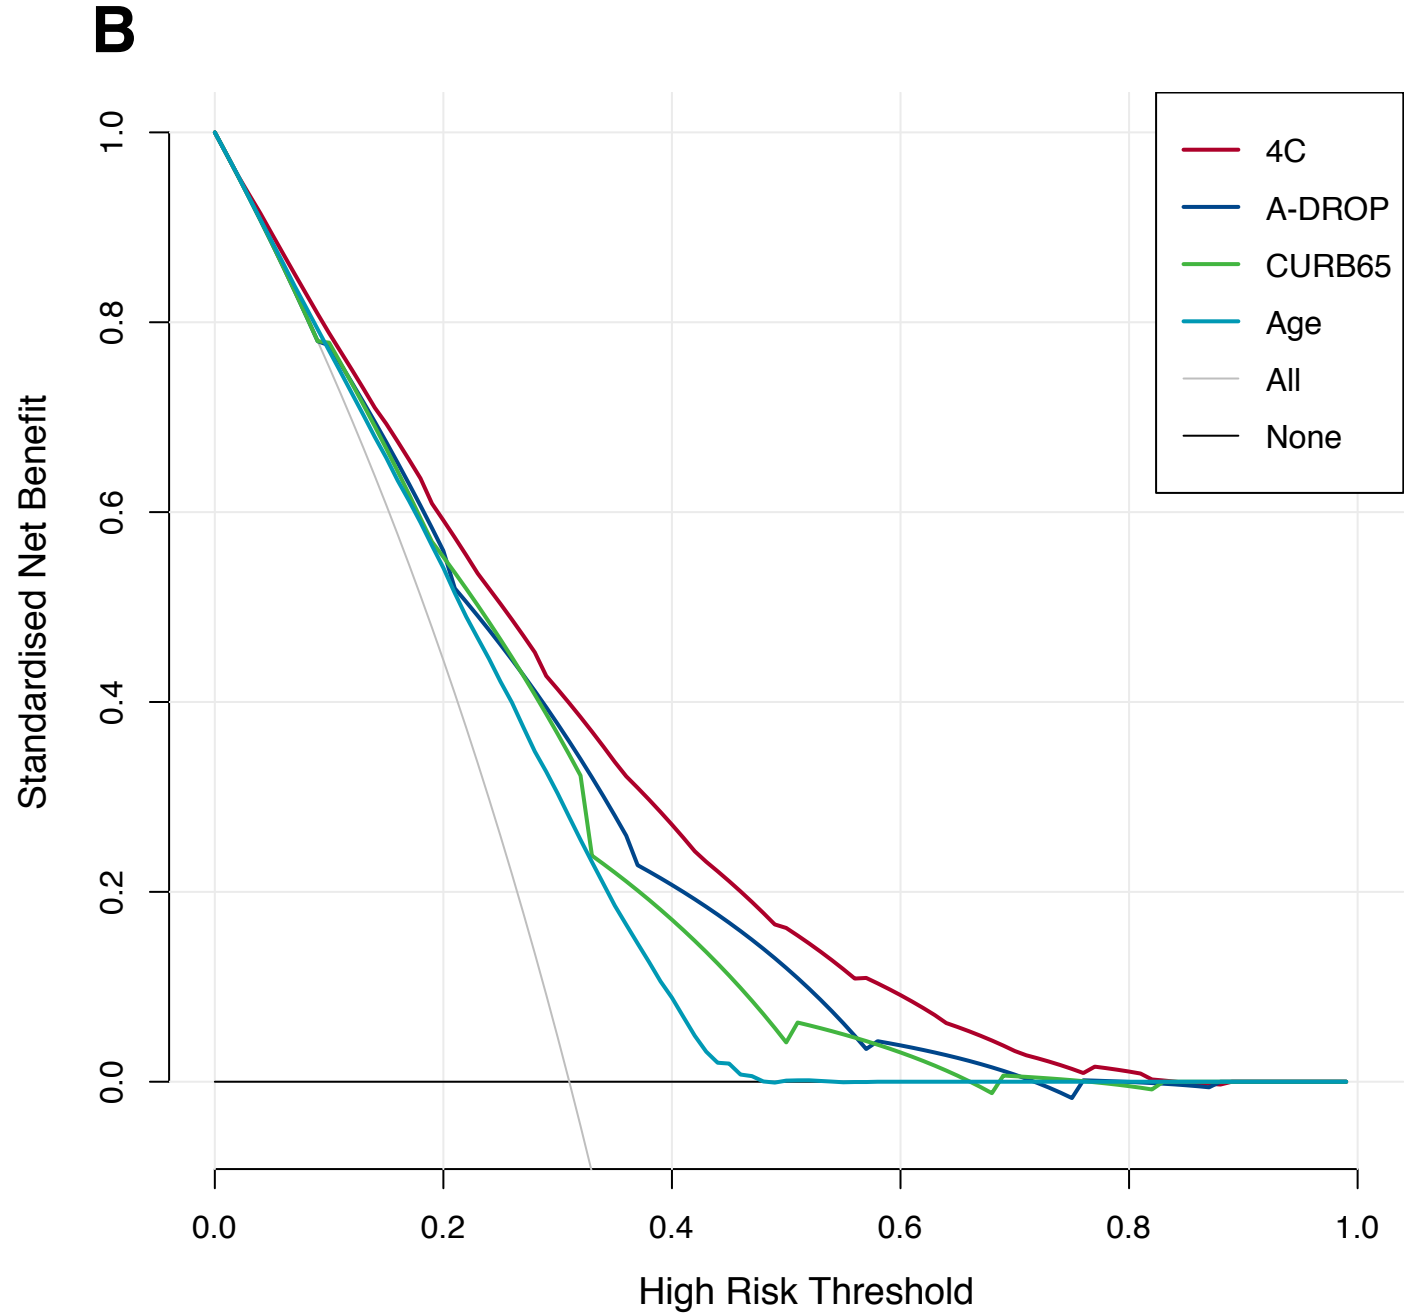 B
Standardised Net Benefit
1.0
0.8
0.6
0.4
0.2
0.0
4C
A-DROP
CURB65
Age
All
None
0.0 0.2 0.4 0.6 0.8 1.0
High Risk Threshold